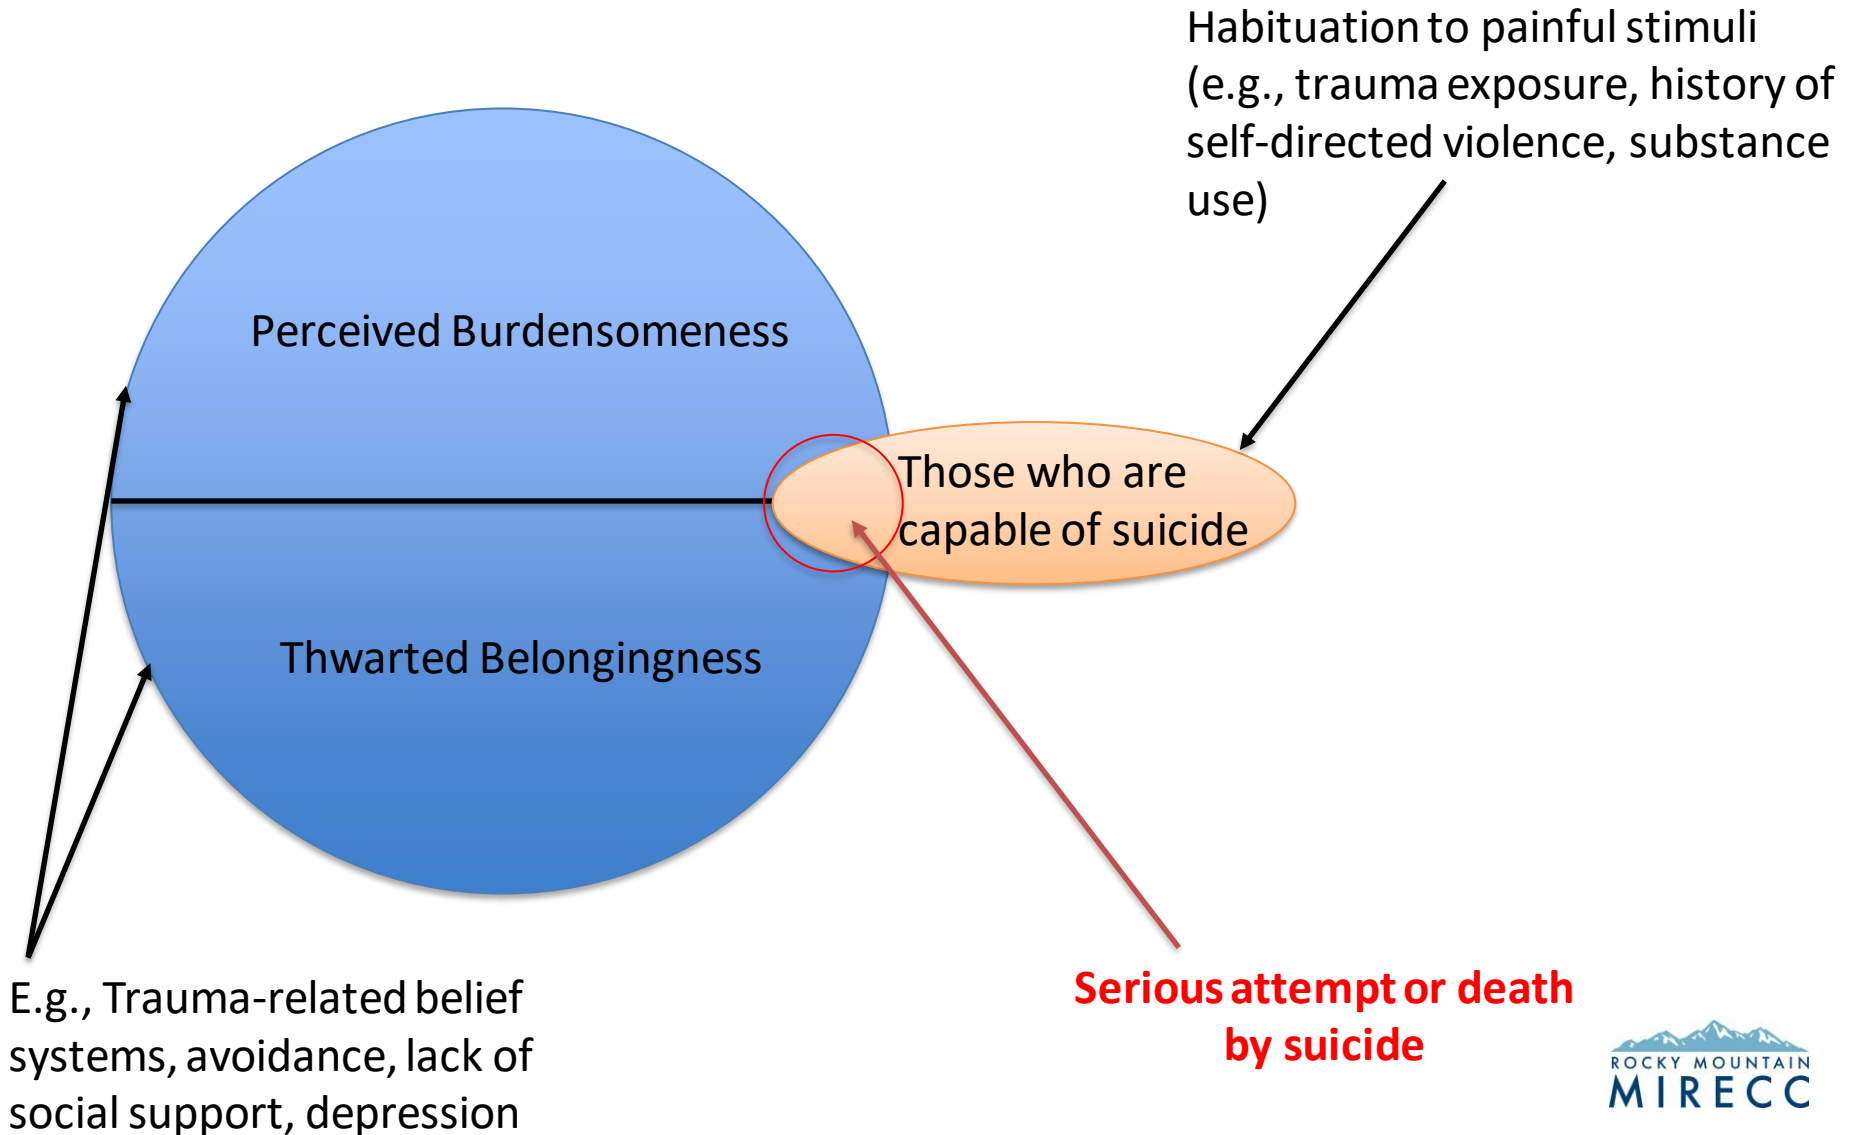 Habituation to painful stimuli
(e.g., trauma exposure, history of
self-directed violence, substance
use)
Perceived Burdensomeness
Those who are
capable of suicide
Thwarted Belongingness
E.g., Trauma-related belief
systems, avoidance, lack of
social support, depression
Serious attempt or death
by suicide
ROCKY MOUNTAIN
MIRECC